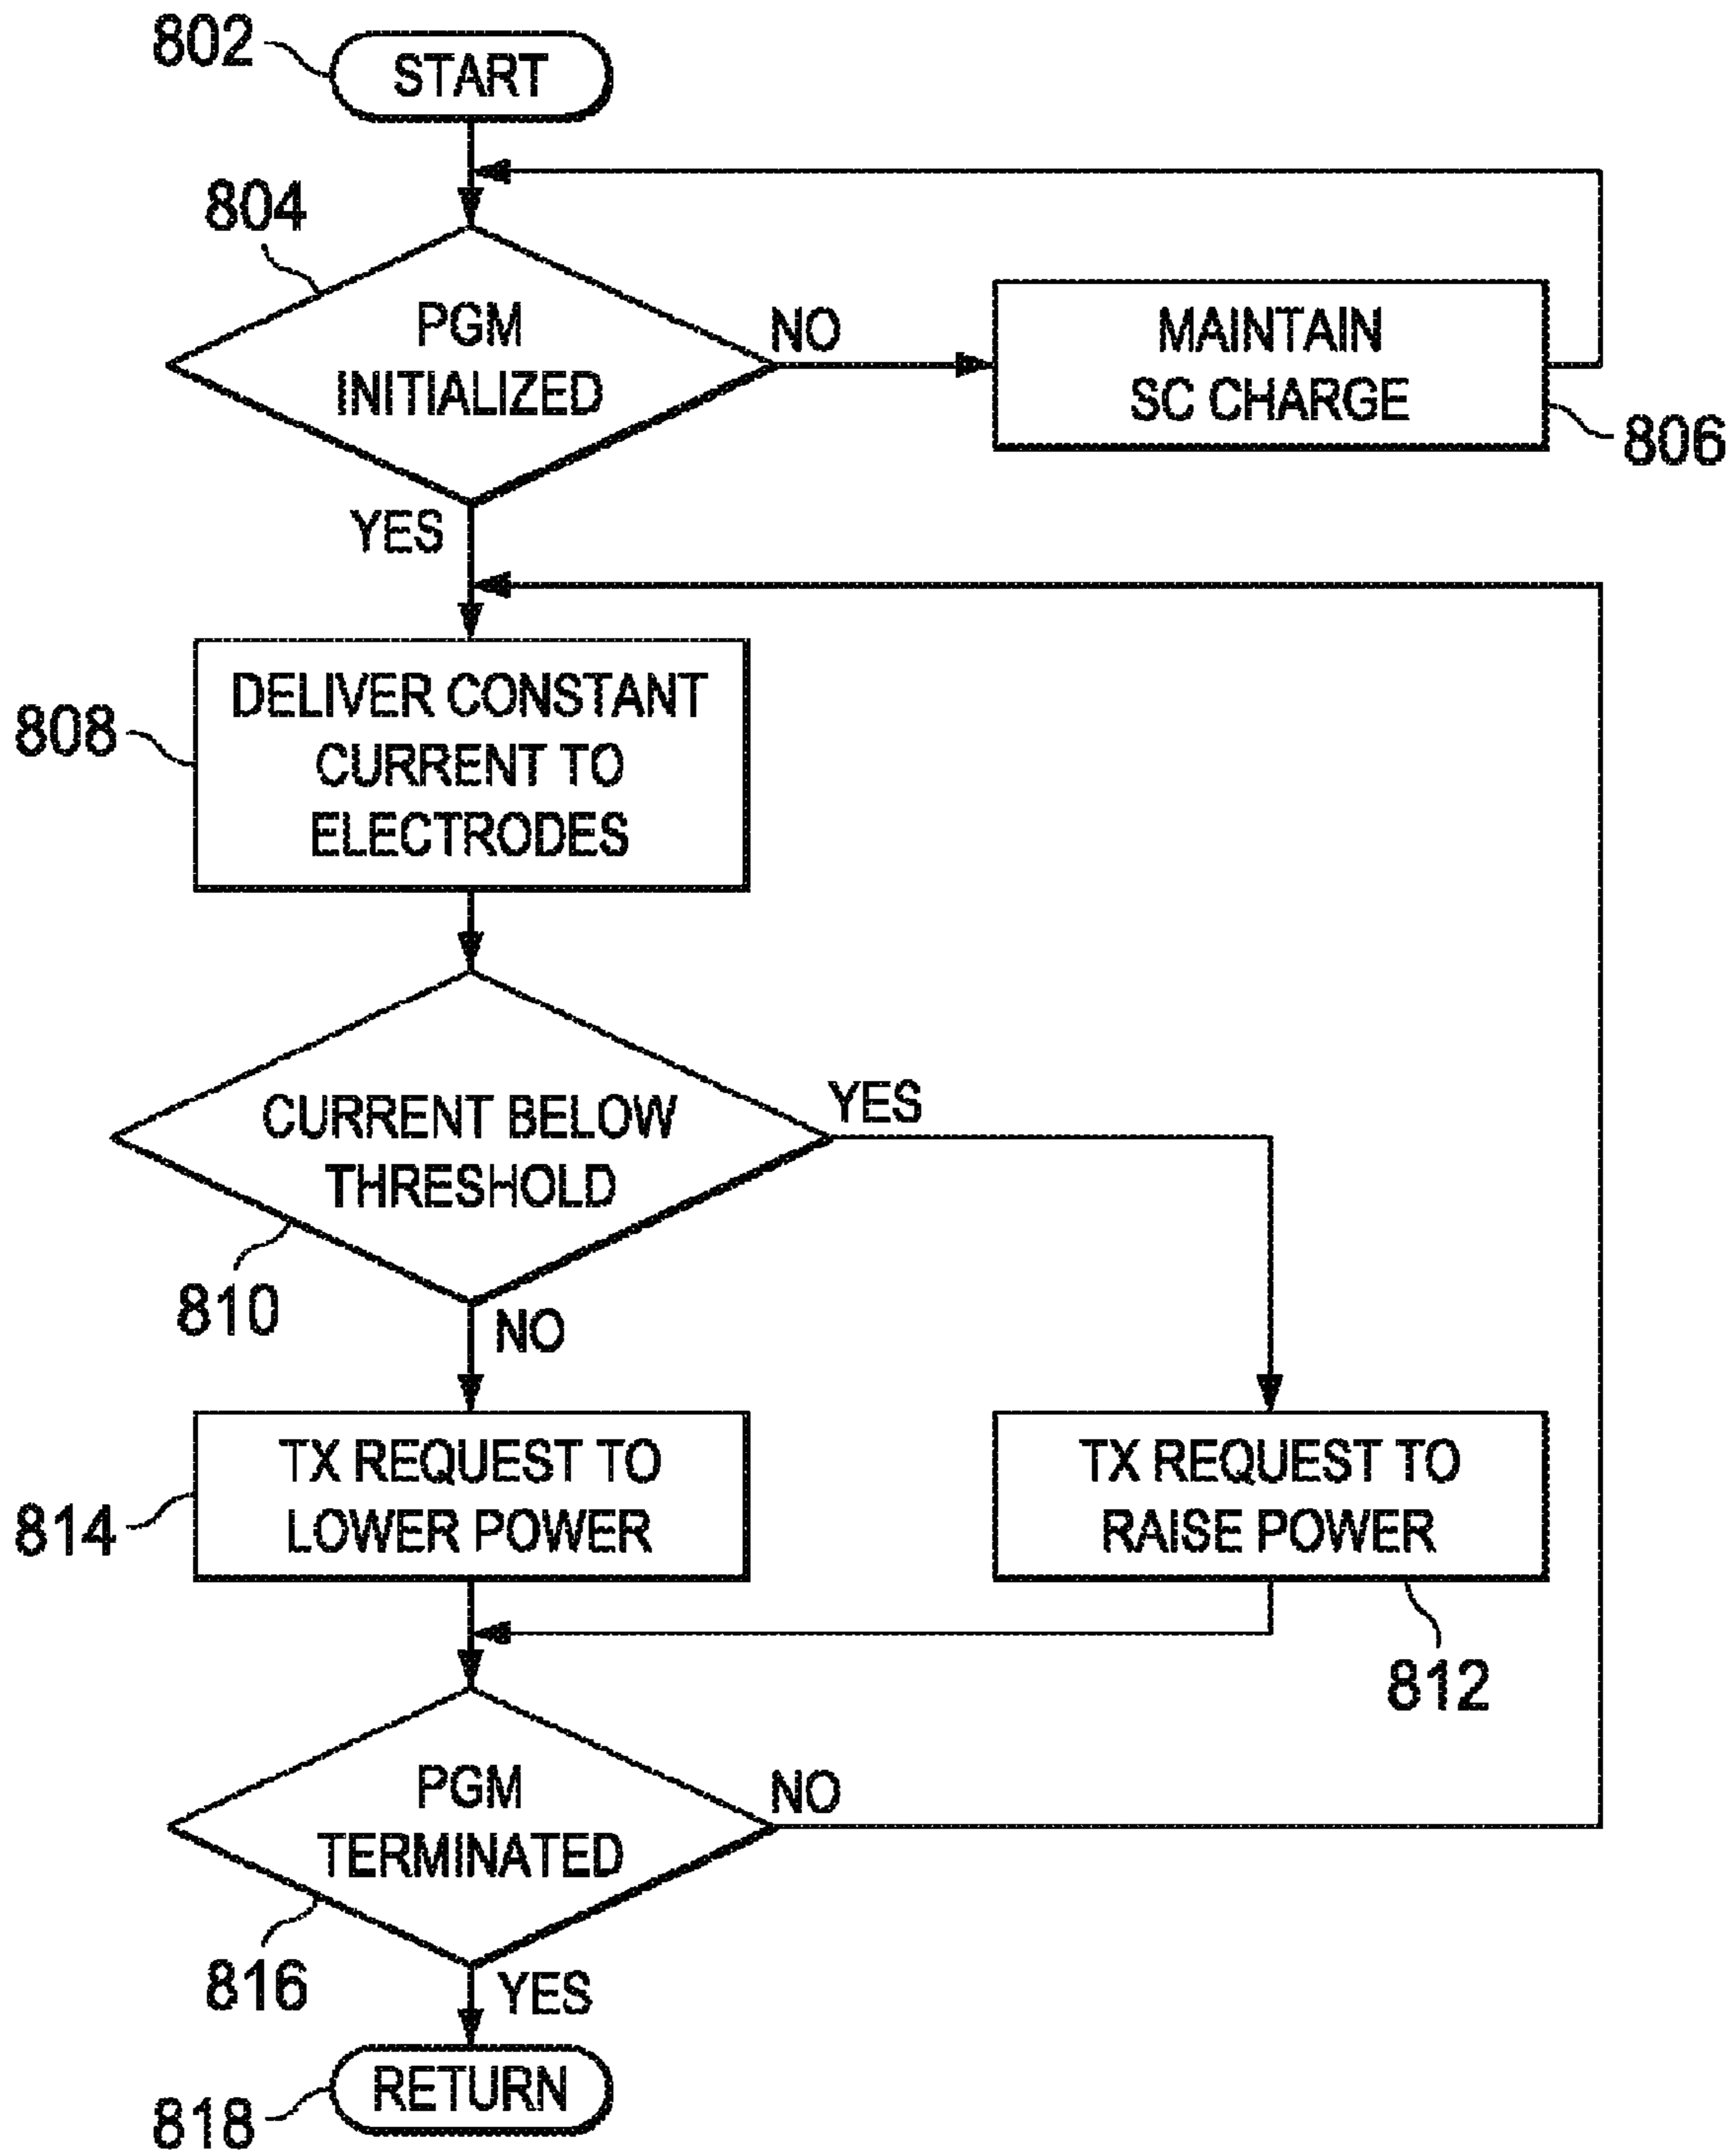 802
START
804
PGM
INITIALIZED
NO
MAINTAIN
SC CHARGE
806
YES
808
DELIVER CONSTANT
CURRENT TO
ELECTRODES
CURRENT BELOW
THRESHOLD
YES
810
NO
814
TX REQUEST TO
LOWER POWER
TX REQUEST TO
RAISE POWER
812
PGM
TERMINATED
NO
816
YES
RETURN
818